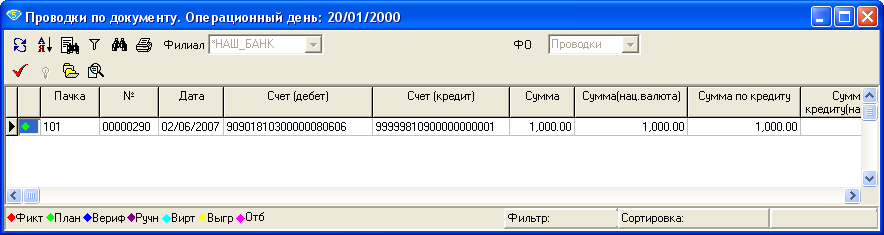 Проводки по документу. Операционный день: 20/01/2000
Филиал *НАШ_БАНК ФО Проводки
Пачка № Дата Счет (дебет) Счет (кредит) Сумма Сумма(нац.валюта) Сумма по кредиту Сумм
кредиту(на
101 00000290 02/06/2007 90901810300000080606 99999810900000000001 1,000.00 1,000.00 1,000.00
Фикт План Вериф Ручн Вирт Выгр Отб Фильтр: Сортировка: